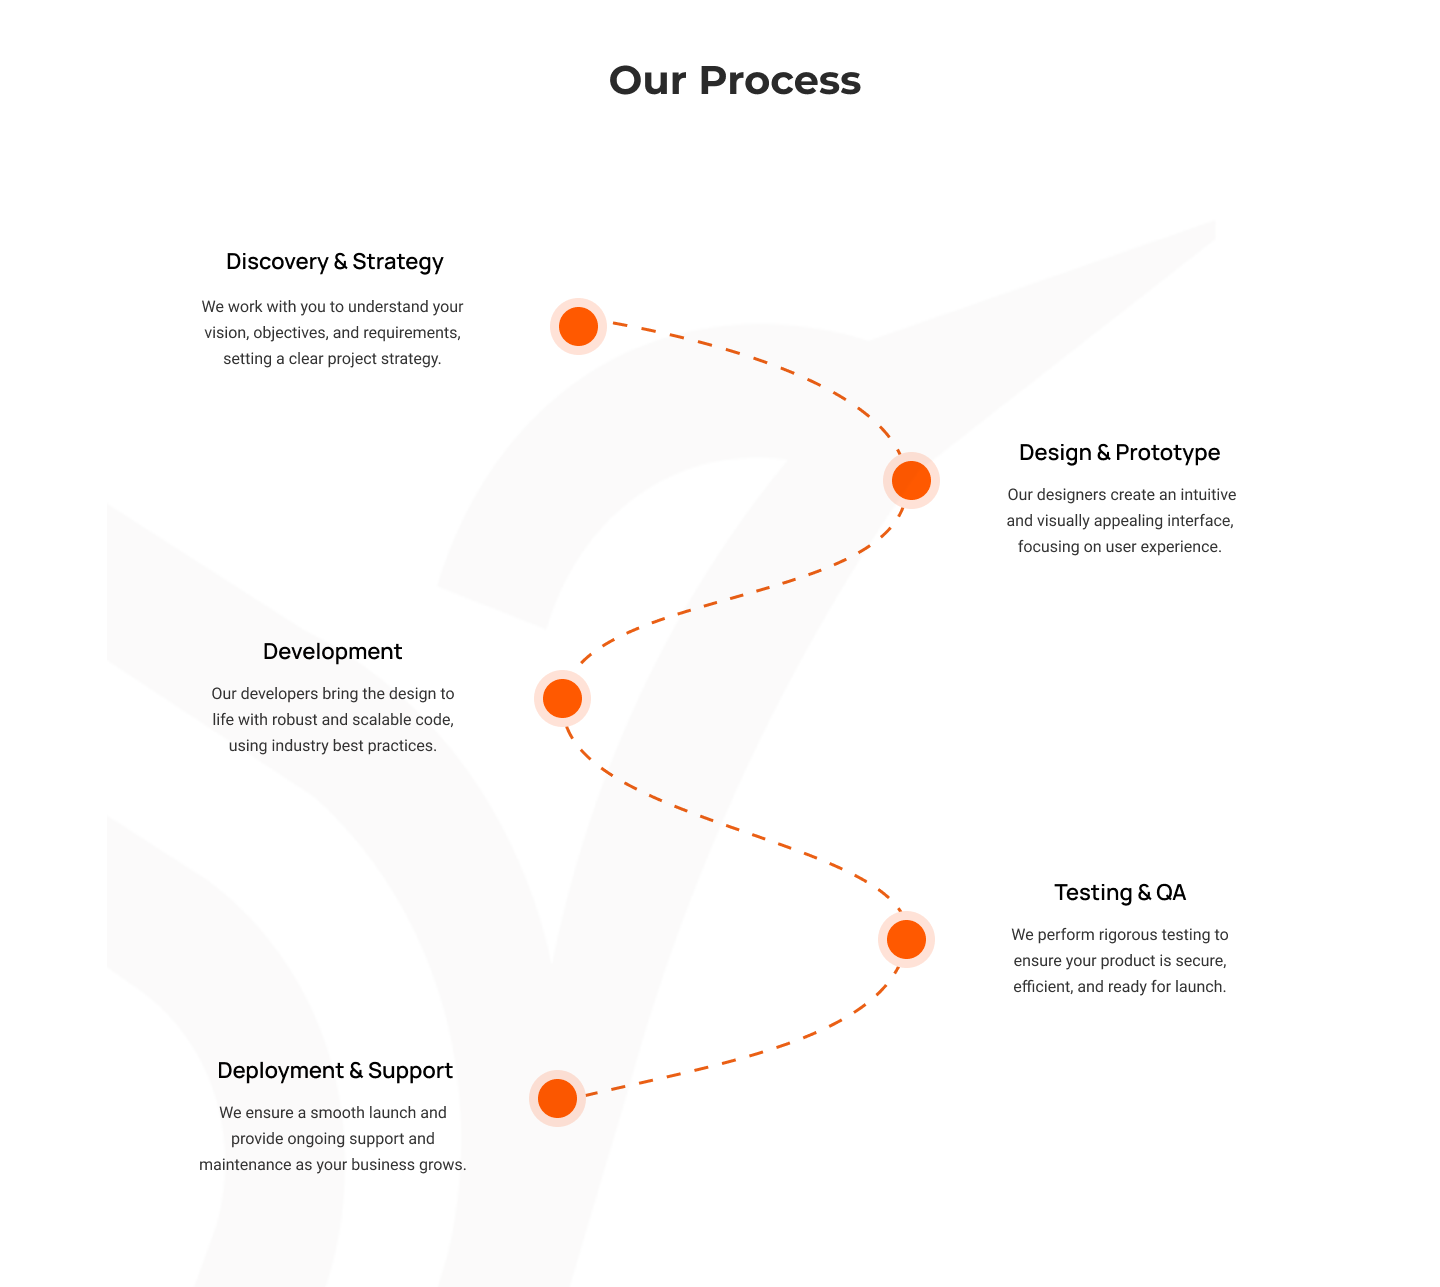 Our Process
Discovery & Strategy
We work with you to understand your
vision, objectives, and requirements,
setting a clear project strategy.
Design & Prototype
Our designers create an intuitive
and visually appealing interface,
focusing on user experience.
Development
Our developers bring the design to
life with robust and scalable code,
using industry best practices.
Testing & QA
We perform rigorous testing to
ensure your product is secure,
efficient, and ready for launch.
Deployment & Support
We ensure a smooth launch and
provide ongoing support and
maintenance as your business grows.